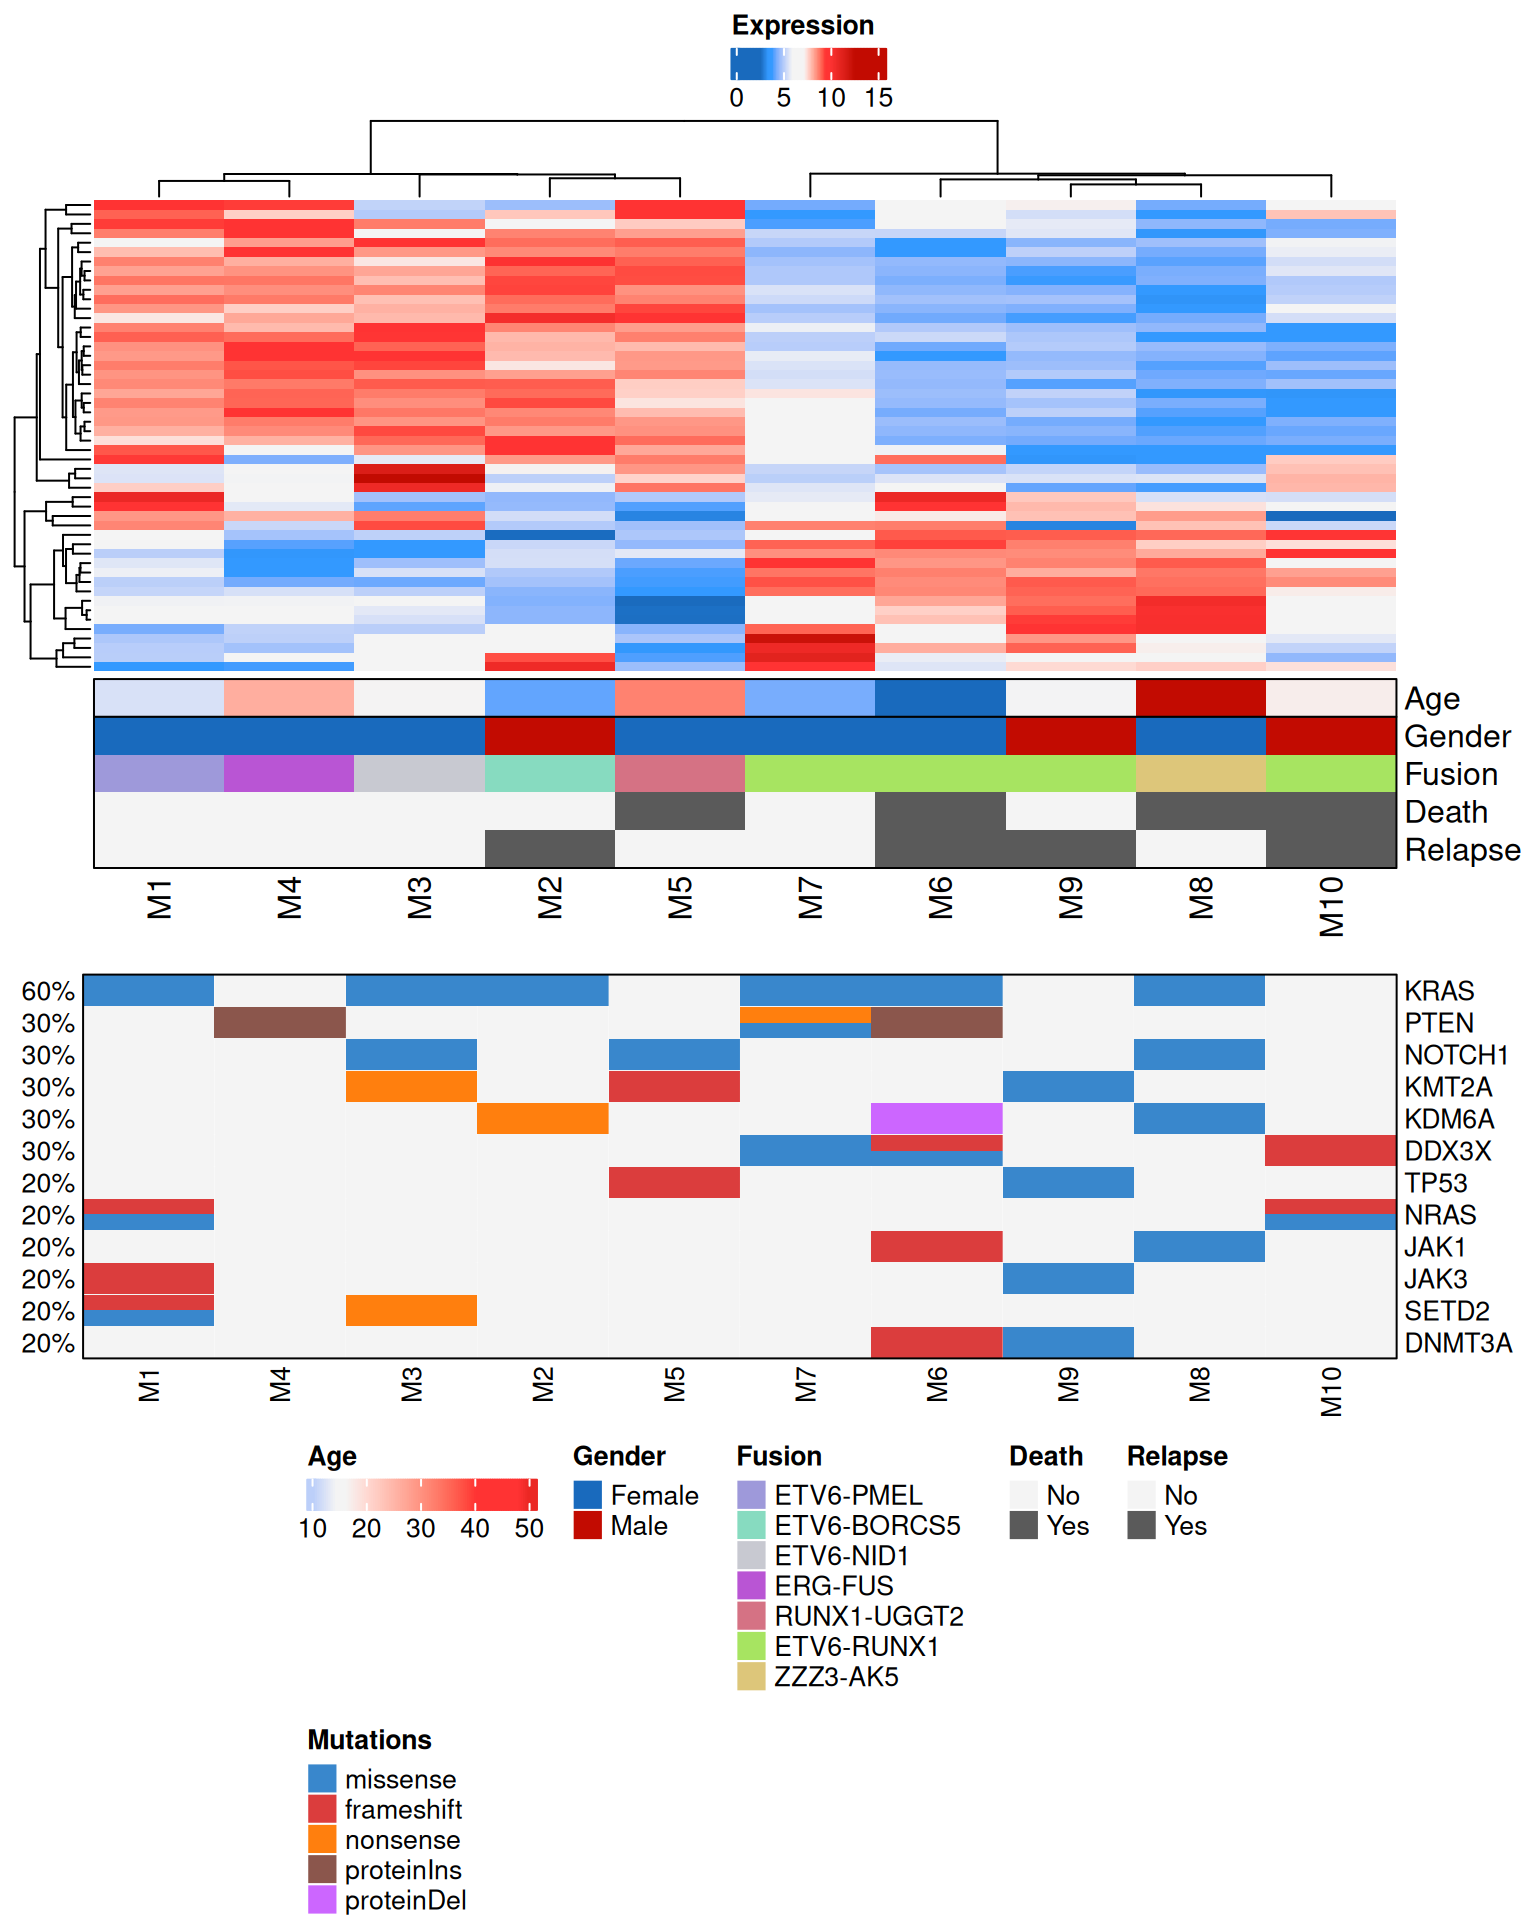 Expression
0 5 10 15
Age
Gender
Fusion
Death
Relapse
M1 M4 M3 M2 M5 M7 M6 M9 M8 M10
60% KRAS
30% PTEN
30% NOTCH1
30% KMT2A
30% KDM6A
30% DDX3X
20% TP53
20% NRAS
20% JAK1
20% JAK3
20% SETD2
20% DNMT3A
M1 M4 M3 M2 M5 M7 M6 M9 M8 M10
Age
10 20 30 40 50
Gender
Female
Male
Fusion
ETV6-PMEL
ETV6-BORCS5
ETV6-NID1
ERG-FUS
RUNX1-UGGT2
ETV6-RUNX1
ZZZ3-AK5
Death
No
Yes
Relapse
No
Yes
Mutations
missense
frameshift
nonsense
proteinIns
proteinDel